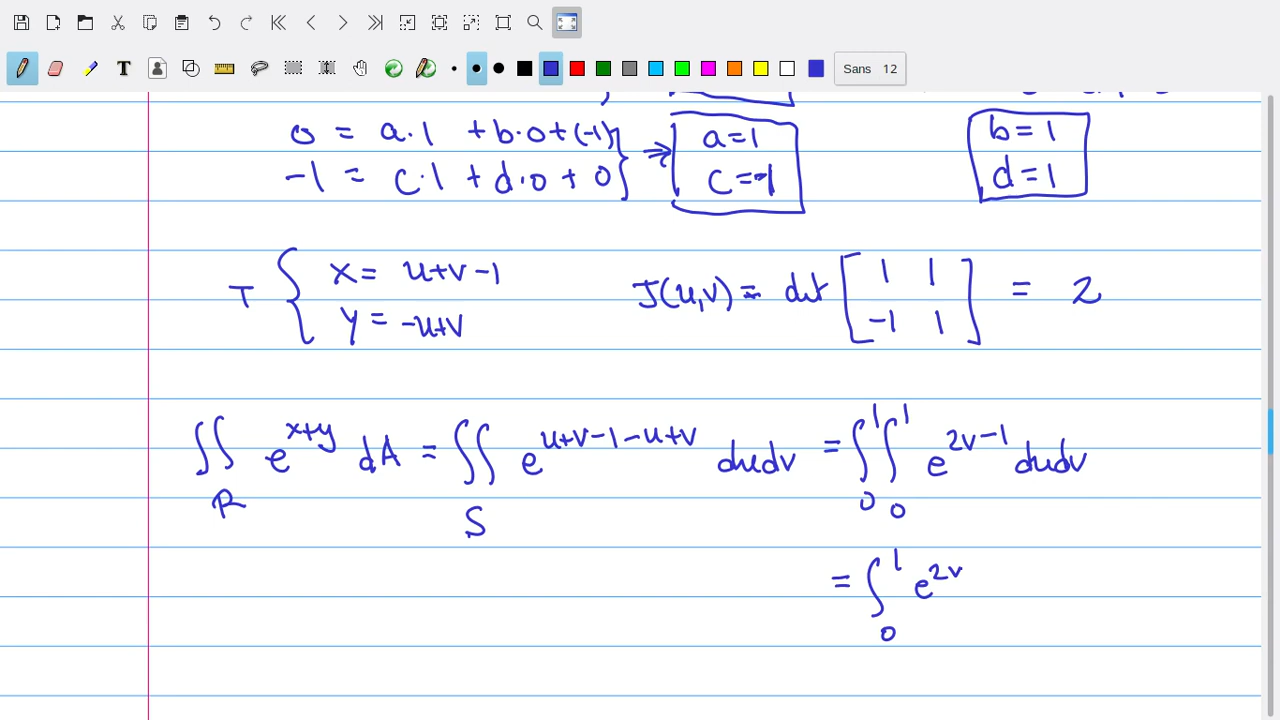 Sans 12
0 = a·1 + b·0+(-1)
a=1
b=1
-1 = c·1 + d·0 + 0
c=-1
d=1
T { x = u+v-1
y = -u+v
J(u,v) = det [ 1 1
-1 1 ] = 2
∬_R e^{x+y} dA = ∬_S e^{u+v-1-u+v} dudv = ∫_0^1 ∫_0^1 e^{2v-1} dudv
= ∫_0^1 e^{2v}